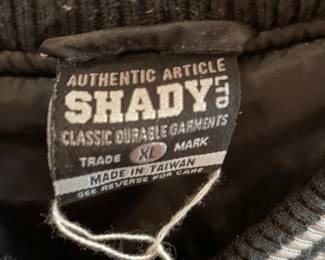 AUTHENTIC ARTICLE
SHADY LTD
CLASSIC DURABLE GARMENTS
TRADE XL MARK
MADE IN TAIWAN
SEE REVERSE FOR CARE